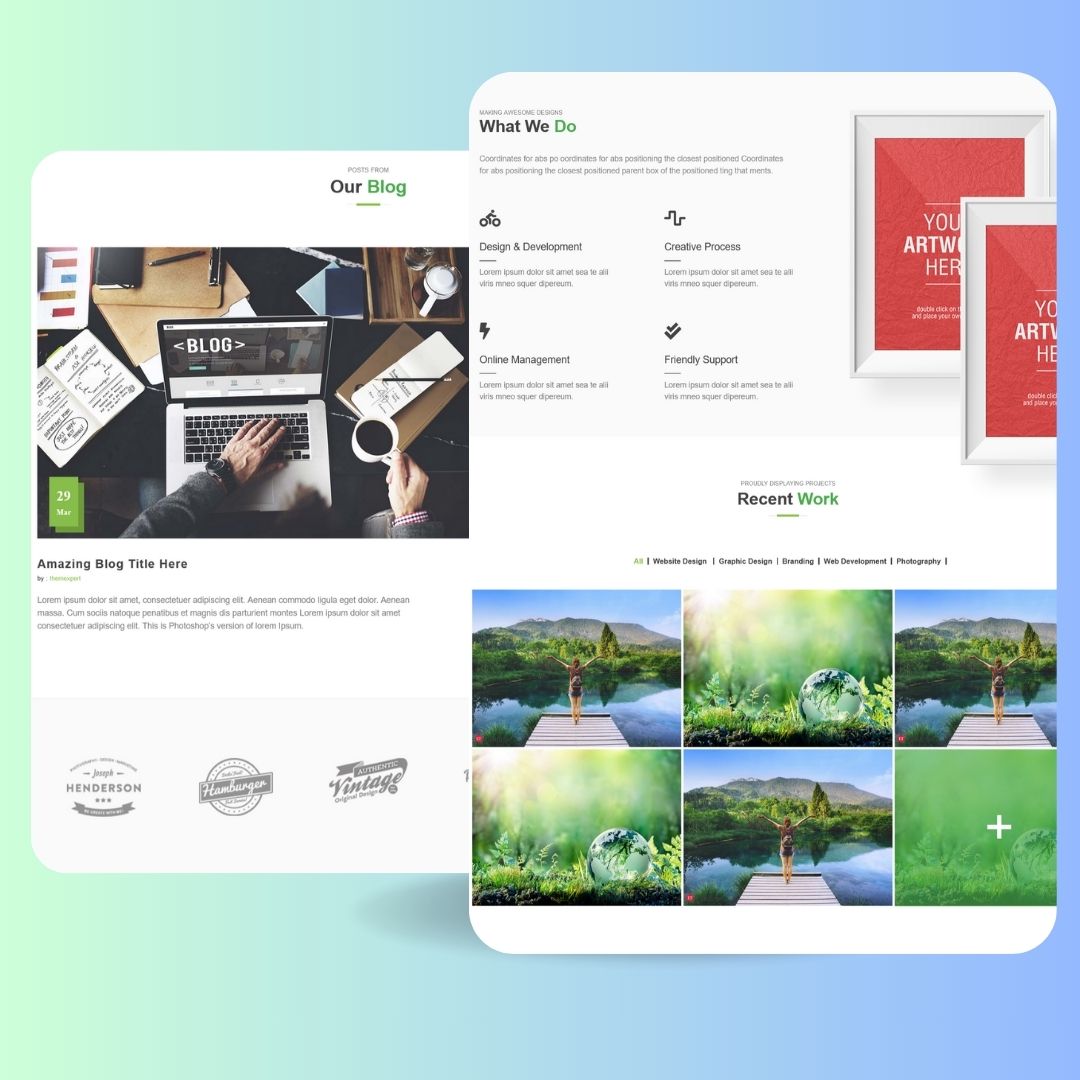 POSTS FROM
Our Blog
<BLOG>
29
Mar
Amazing Blog Title Here
by : themexpert
Lorem ipsum dolor sit amet, consectetuer adipiscing elit. Aenean commodo ligula eget dolor. Aenean
massa. Cum sociis natoque penatibus et magnis dis parturient montes Lorem ipsum dolor sit amet
consectetuer adipiscing elit. This is Photoshop's version of lorem Ipsum.
Joseph
HENDERSON
Hamburger
AUTHENTIC
Vintage
Original Design
MAKING AWESOME DESIGNS
What We Do
Coordinates for abs po oordinates for abs positioning the closest positioned Coordinates
for abs positioning the closest positioned parent box of the positioned ting that ments.
Design & Development
Lorem ipsum dolor sit amet sea te alii
viris mneo squer dipereum.
Creative Process
Lorem ipsum dolor sit amet sea te alii
viris mneo squer dipereum.
Online Management
Lorem ipsum dolor sit amet sea te alii
viris mneo squer dipereum.
Friendly Support
Lorem ipsum dolor sit amet sea te alii
viris mneo squer dipereum.
YOU
ARTW
HER
double click on t
and place your ow
YO
ARTW
HE
double clic
and place yo
PROUDLY DISPLAYING PROJECTS
Recent Work
All | Website Design | Graphic Design | Branding | Web Development | Photography |